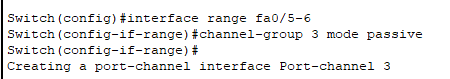 Switch(config)#interface range fa0/5-6
Switch(config-if-range)#channel-group 3 mode passive
Switch(config-if-range)#
Creating a port-channel interface Port-channel 3